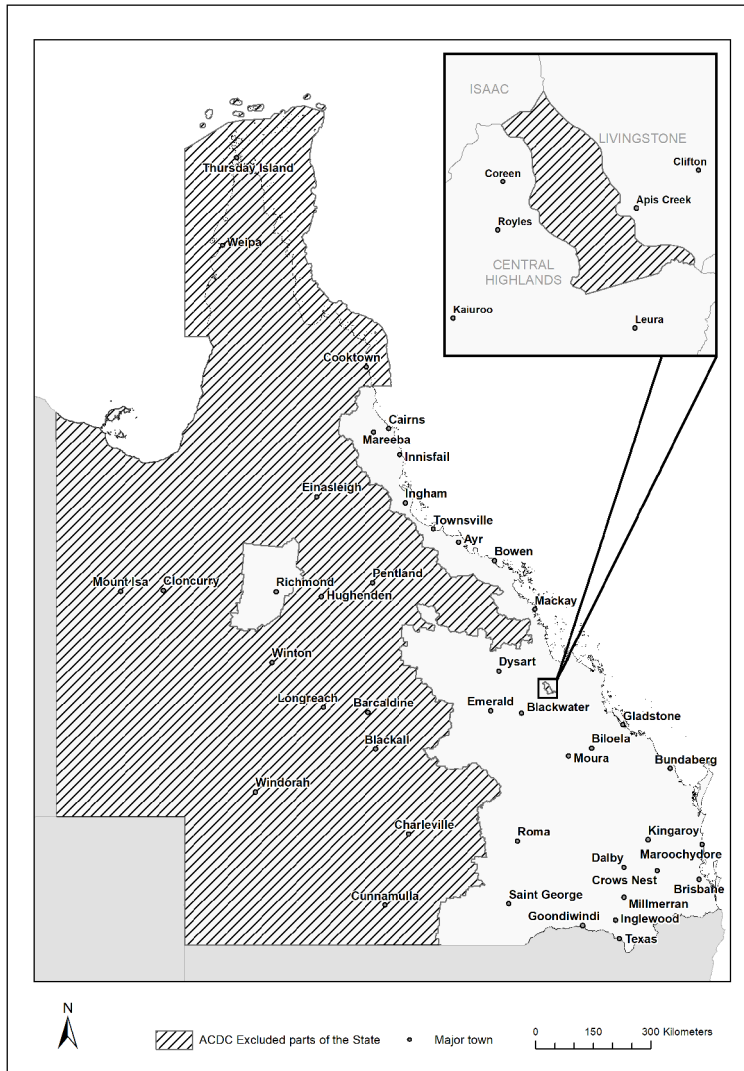 ISAAC
LIVINGSTONE
Clifton
Coreen
Apis Creek
Royles
CENTRAL
HIGHLANDS
Kaiuroo
Leura
Thursday Island
Weipa
Cooktown
Cairns
Mareeba
Innisfail
Einasleigh
Ingham
Townsville
Ayr
Bowen
Mount Isa
Cloncurry
Richmond
Hughenden
Pentland
Mackay
Winton
Dysart
Longreach
Barcaldine
Emerald
Blackwater
Gladstone
Blackall
Biloela
Moura
Bundaberg
Windorah
Charleville
Roma
Kingaroy
Dalby
Maroochydore
Crows Nest
Brisbane
Cunnamulla
Saint George
Millmerran
Goondiwindi
Inglewood
Texas
N
ACDC Excluded parts of the State
Major town
0 150 300 Kilometers